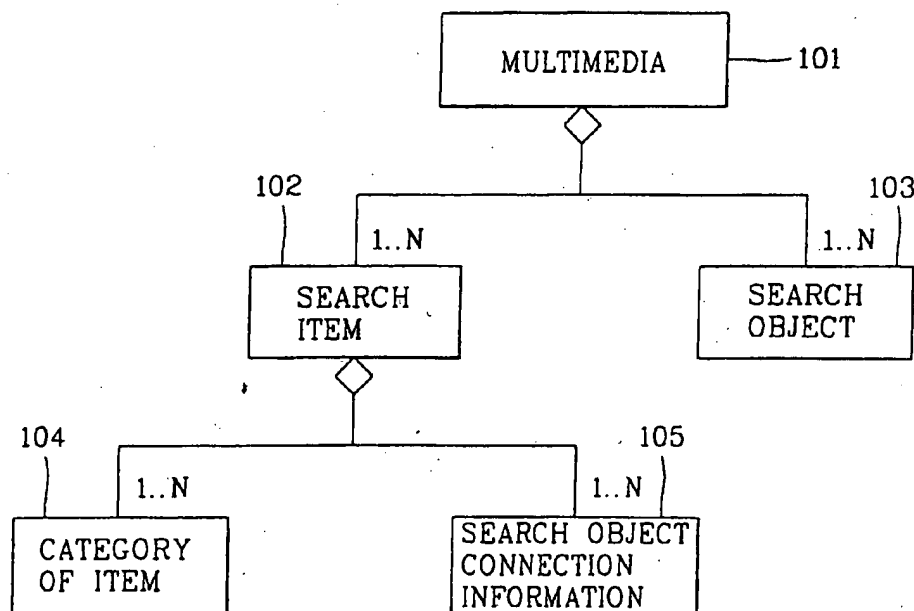 MULTIMEDIA
101
102
103
1..N
1..N
SEARCH
ITEM
SEARCH
OBJECT
104
105
1..N
1..N
CATEGORY
OF ITEM
SEARCH OBJECT
CONNECTION
INFORMATION